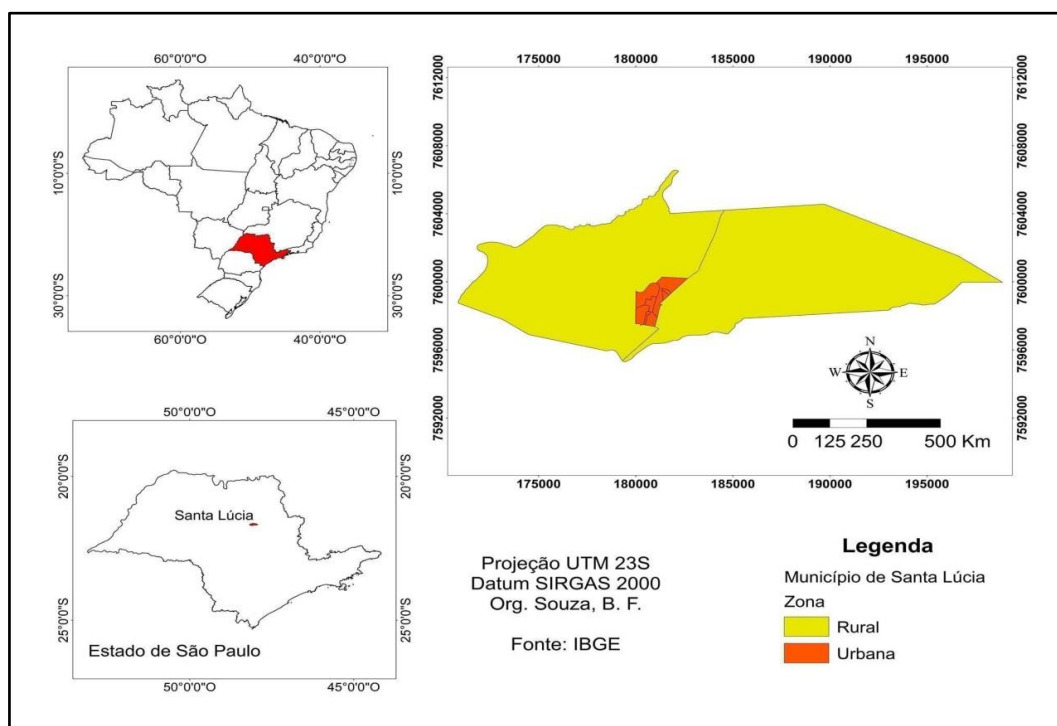 60°0'0"O 40°0'0"O
10°0'0"S 10°0'0"S
30°0'0"S 30°0'0"S
60°0'0"O 40°0'0"O
175000 180000 185000 190000 195000
7612000 7612000
7608000 7608000
7604000 7604000
7600000 7600000
7596000 7596000
7592000 7592000
N
W E
S
0 125 250 500 Km
175000 180000 185000 190000 195000
50°0'0"O 45°0'0"O
20°0'0"S 20°0'0"S
Santa Lúcia
25°0'0"S 25°0'0"S
Estado de São Paulo
50°0'0"O 45°0'0"O
Projeção UTM 23S
Datum SIRGAS 2000
Org. Souza, B. F.
Fonte: IBGE
Legenda
Município de Santa Lúcia
Zona
Rural
Urbana